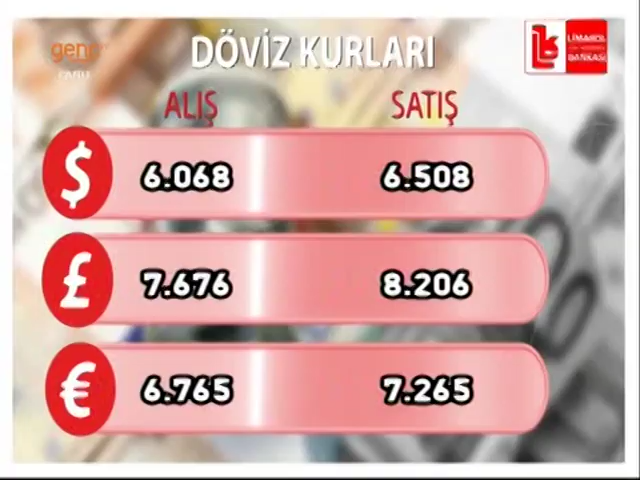 genç
DÖVİZ KURLARI
LİMASOL
BANKASI
ALIŞ SATIŞ
$ 6.068 6.508
£ 7.676 8.206
€ 6.765 7.265